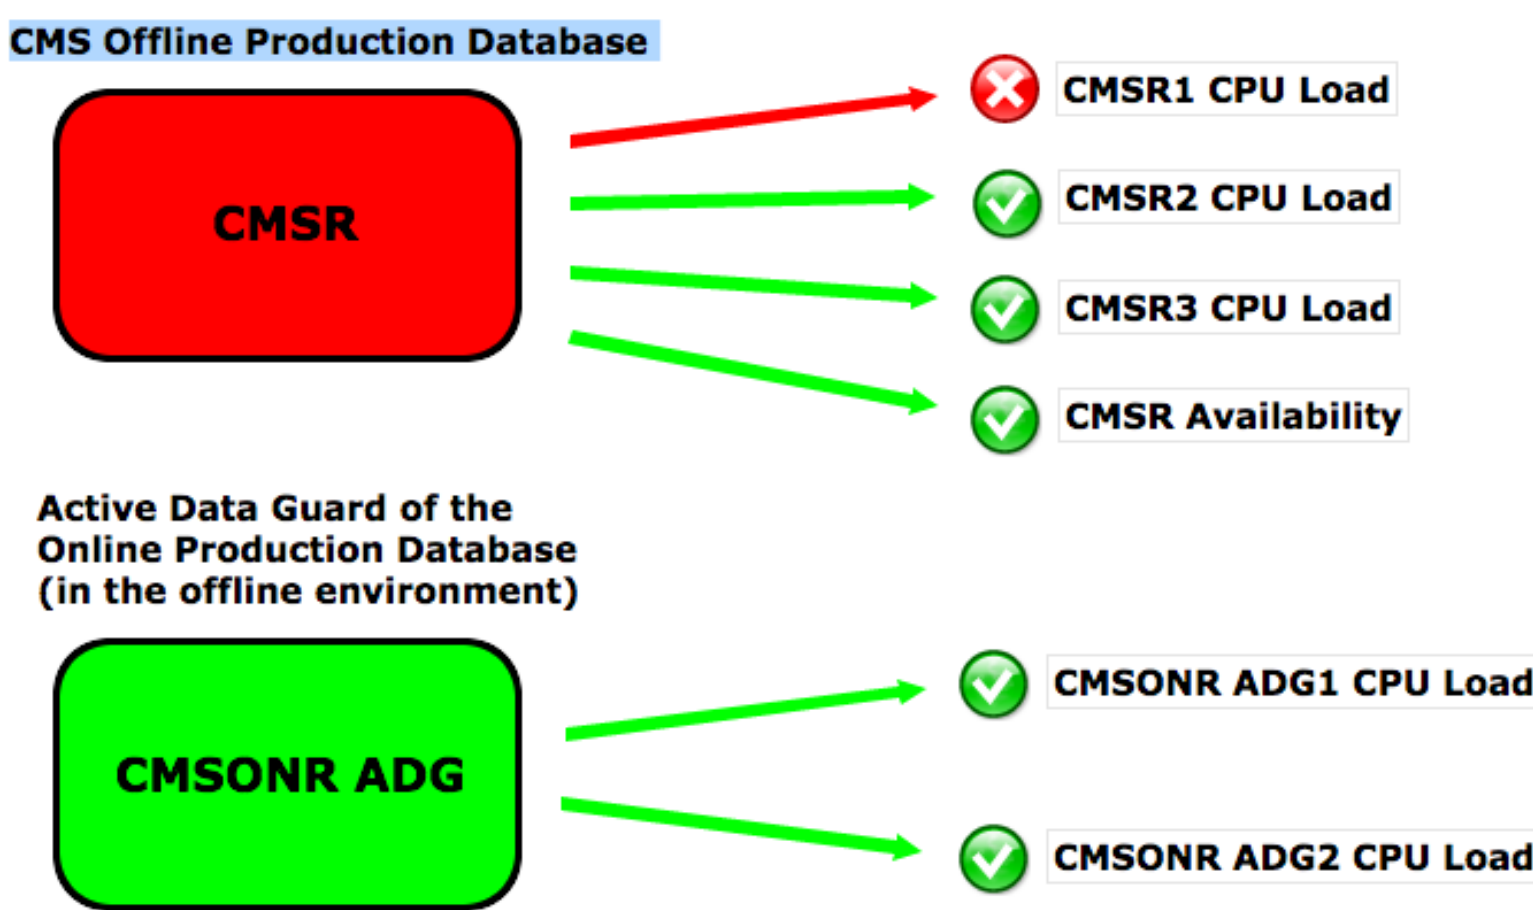 CMS Offline Production Database
CMSR
CMSR1 CPU Load
CMSR2 CPU Load
CMSR3 CPU Load
CMSR Availability
Active Data Guard of the
Online Production Database
(in the offline environment)
CMSONR ADG
CMSONR ADG1 CPU Load
CMSONR ADG2 CPU Load